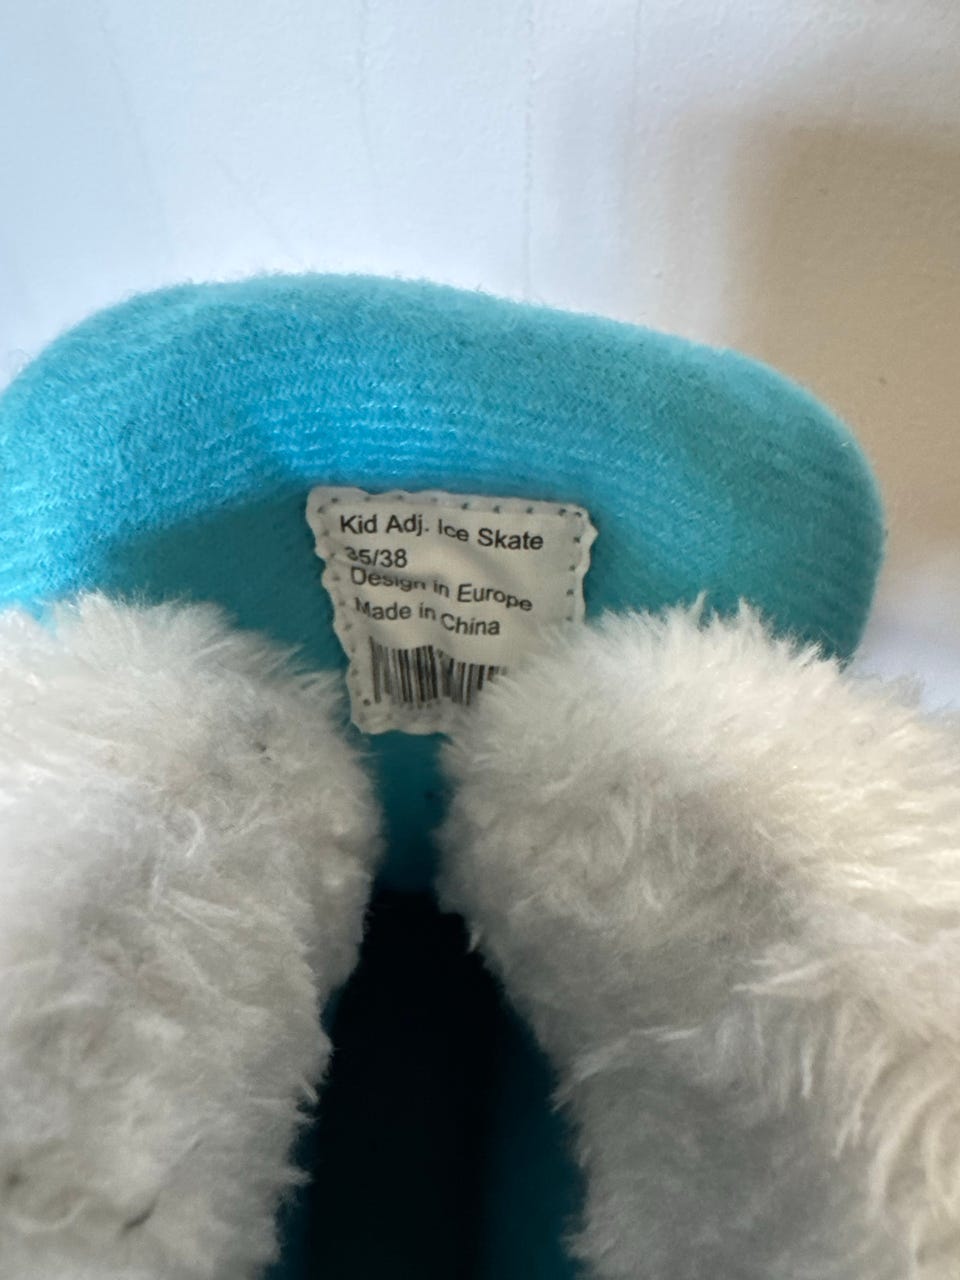 Kid Adj. Ice Skate
35/38
Design in Europe
Made in China